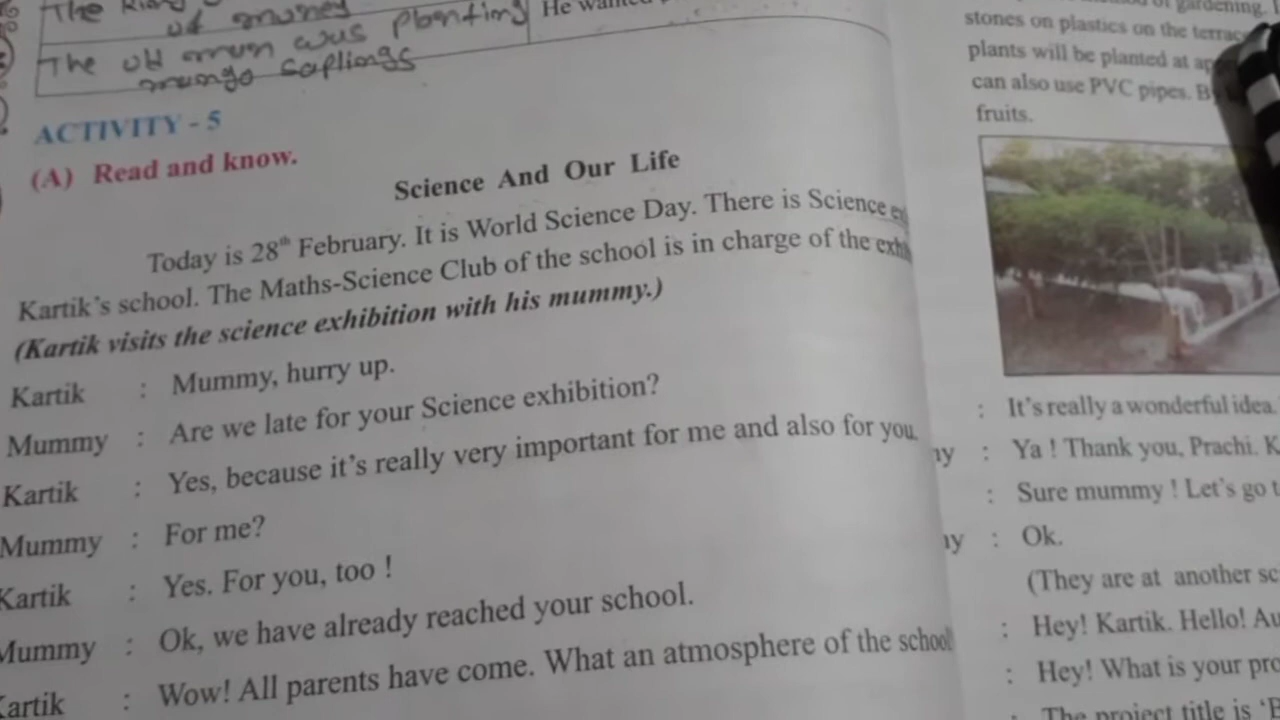 The
of money
He
The old man was planting
mango saplings
ACTIVITY - 5
(A) Read and know.
Science And Our Life
Today is 28th February. It is World Science Day. There is Science
Kartik's school. The Maths-Science Club of the school is in charge of the
(Kartik visits the science exhibition with his mummy.)
Kartik : Mummy, hurry up.
Mummy : Are we late for your Science exhibition?
Kartik : Yes, because it's really very important for me and also for you.
Mummy : For me?
Kartik : Yes. For you, too !
Mummy : Ok, we have already reached your school.
Kartik : Wow! All parents have come. What an atmosphere of the school
of gardening.
stones on plastics on the terrace
plants will be planted at
can also use PVC pipes.
fruits.
: It's really a wonderful idea.
: Ya ! Thank you, Prachi.
: Sure mummy ! Let's go
: Ok.
(They are at another
: Hey! Kartik. Hello!
: Hey! What is your
: The project title is